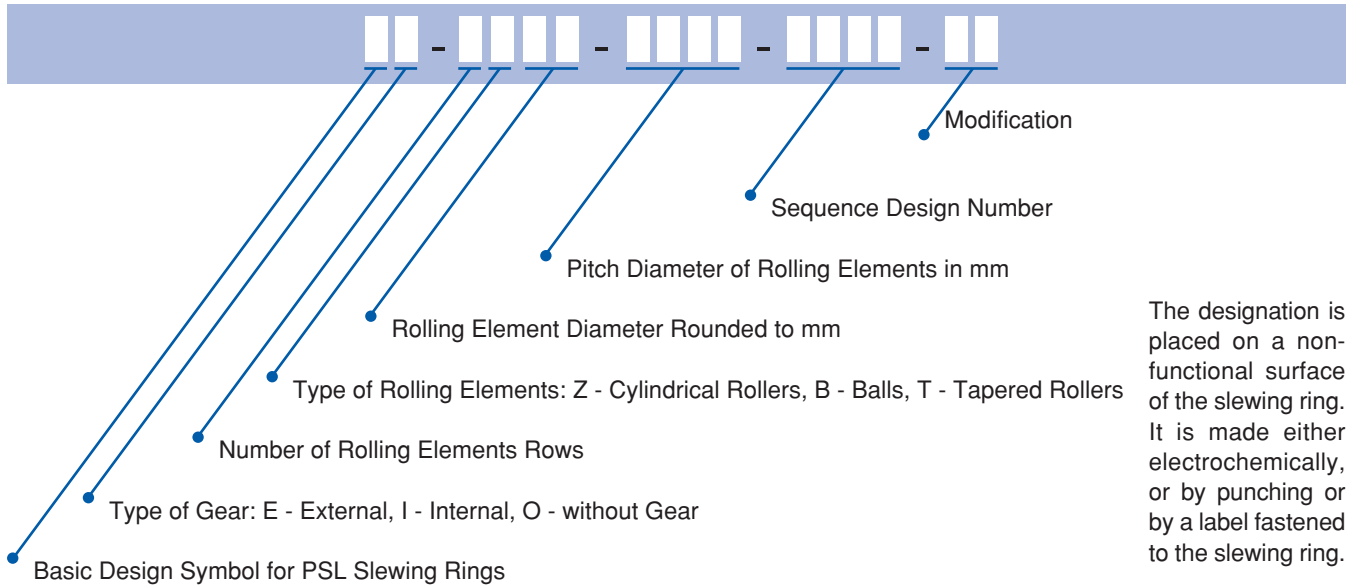 - - - -
Modification
Sequence Design Number
Pitch Diameter of Rolling Elements in mm
Rolling Element Diameter Rounded to mm
Type of Rolling Elements: Z - Cylindrical Rollers, B - Balls, T - Tapered Rollers
Number of Rolling Elements Rows
Type of Gear: E - External, I - Internal, O - without Gear
Basic Design Symbol for PSL Slewing Rings
The designation is
placed on a non-
functional surface
of the slewing ring.
It is made either
electrochemically,
or by punching or
by a label fastened
to the slewing ring.